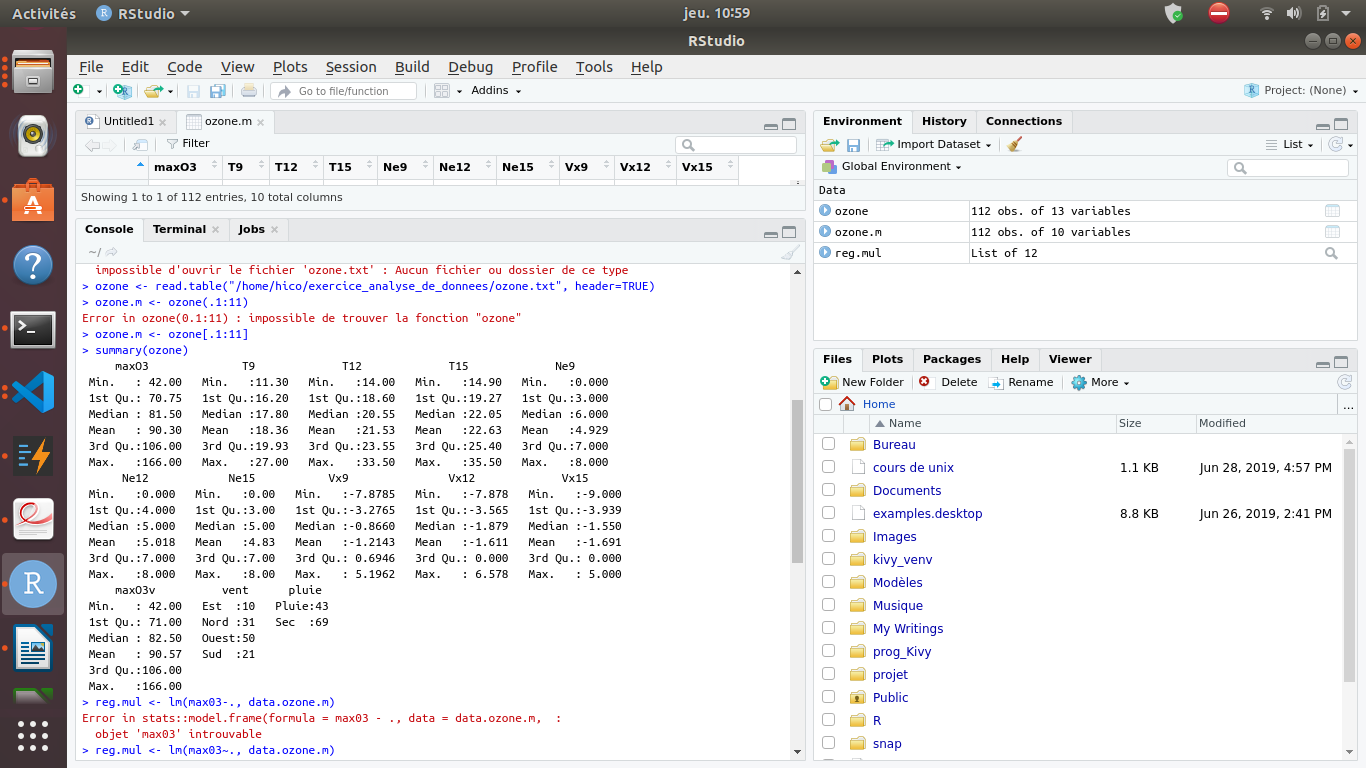 Activités RStudio jeu. 10:59
RStudio
File Edit Code View Plots Session Build Debug Profile Tools Help
Go to file/function Addins Project: (None)
Untitled1 ozone.m
Filter
maxO3 T9 T12 T15 Ne9 Ne12 Ne15 Vx9 Vx12 Vx15
Showing 1 to 1 of 112 entries, 10 total columns
Console Terminal Jobs
~/
impossible d'ouvrir le fichier 'ozone.txt' : Aucun fichier ou dossier de ce type
> ozone <- read.table("/home/hico/exercice_analyse_de_donnees/ozone.txt", header=TRUE)
> ozone.m <- ozone(.1:11)
Error in ozone(0.1:11) : impossible de trouver la fonction "ozone"
> ozone.m <- ozone[.1:11]
> summary(ozone)
maxO3 T9 T12 T15 Ne9
Min. : 42.00 Min. :11.30 Min. :14.00 Min. :14.90 Min. :0.000
1st Qu.: 70.75 1st Qu.:16.20 1st Qu.:18.60 1st Qu.:19.27 1st Qu.:3.000
Median : 81.50 Median :17.80 Median :20.55 Median :22.05 Median :6.000
Mean : 90.30 Mean :18.36 Mean :21.53 Mean :22.63 Mean :4.929
3rd Qu.:106.00 3rd Qu.:19.93 3rd Qu.:23.55 3rd Qu.:25.40 3rd Qu.:7.000
Max. :166.00 Max. :27.00 Max. :33.50 Max. :35.50 Max. :8.000
Ne12 Ne15 Vx9 Vx12 Vx15
Min. :0.000 Min. :0.00 Min. :-7.8785 Min. :-7.878 Min. :-9.000
1st Qu.:4.000 1st Qu.:3.00 1st Qu.:-3.2765 1st Qu.:-3.565 1st Qu.:-3.939
Median :5.000 Median :5.00 Median :-0.8660 Median :-1.879 Median :-1.550
Mean :5.018 Mean :4.83 Mean :-1.2143 Mean :-1.611 Mean :-1.691
3rd Qu.:7.000 3rd Qu.:7.00 3rd Qu.: 0.6946 3rd Qu.: 0.000 3rd Qu.: 0.000
Max. :8.000 Max. :8.00 Max. : 5.1962 Max. : 6.578 Max. : 5.000
maxO3v vent pluie
Min. : 42.00 Est :10 Pluie:43
1st Qu.: 71.00 Nord :31 Sec :69
Median : 82.50 Ouest:50
Mean : 90.57 Sud :21
3rd Qu.:106.00
Max. :166.00
> reg.mul <- lm(max03-., data.ozone.m)
Error in stats::model.frame(formula = max03 - ., data = data.ozone.m, :
objet 'max03' introuvable
> reg.mul <- lm(max03~., data.ozone.m)
Environment History Connections
Import Dataset List
Global Environment
Data
ozone 112 obs. of 13 variables
ozone.m 112 obs. of 10 variables
reg.mul List of 12
Files Plots Packages Help Viewer
New Folder Delete Rename More
Home ...
Name Size Modified
Bureau
cours de unix 1.1 KB Jun 28, 2019, 4:57 PM
Documents
examples.desktop 8.8 KB Jun 26, 2019, 2:41 PM
Images
kivy_venv
Modèles
Musique
My Writings
prog_Kivy
projet
Public
R
snap